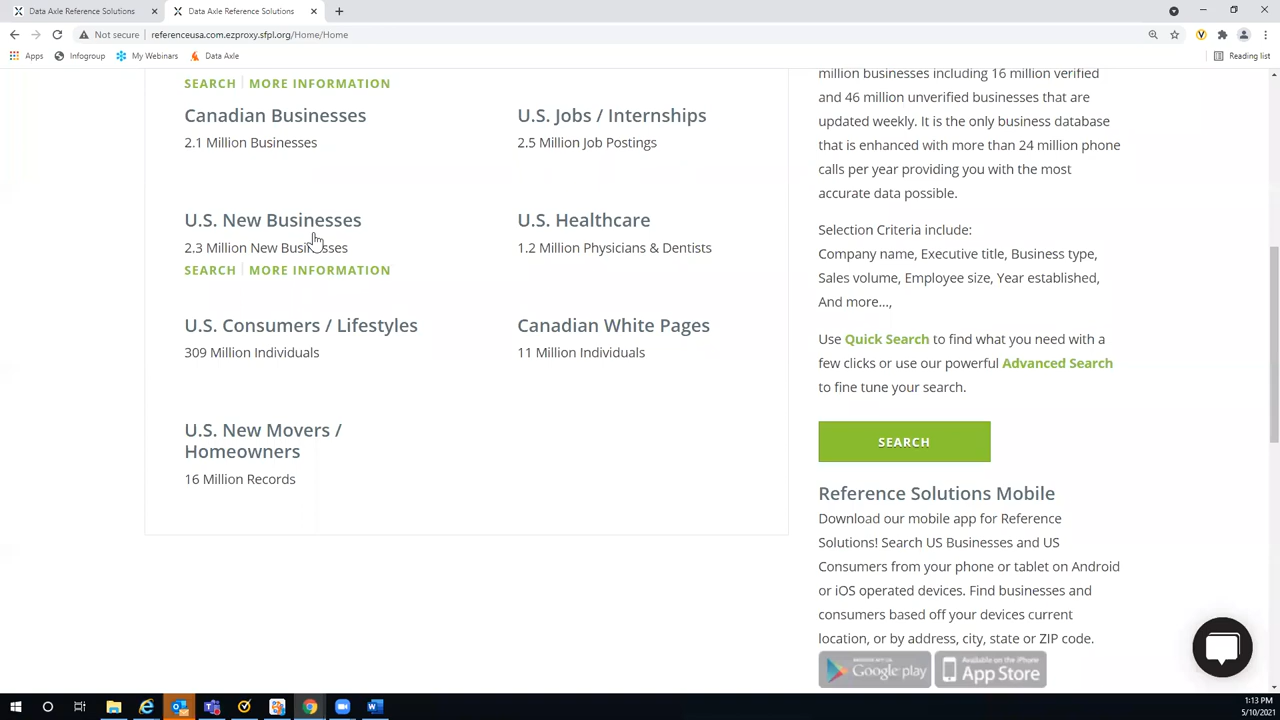 Data Axle Reference Solutions
Data Axle Reference Solutions
Not secure
referenceusa.com.ezproxy.sfpl.org/Home/Home
Apps
Infogroup
My Webinars
Data Axle
Reading list
SEARCH
MORE INFORMATION
Canadian Businesses
2.1 Million Businesses
U.S. Jobs / Internships
2.5 Million Job Postings
U.S. New Businesses
2.3 Million New Businesses
SEARCH
MORE INFORMATION
U.S. Healthcare
1.2 Million Physicians & Dentists
U.S. Consumers / Lifestyles
309 Million Individuals
Canadian White Pages
11 Million Individuals
U.S. New Movers /
Homeowners
16 Million Records
million businesses including 16 million verified
and 46 million unverified businesses that are
updated weekly. It is the only business database
that is enhanced with more than 24 million phone
calls per year providing you with the most
accurate data possible.
Selection Criteria include:
Company name, Executive title, Business type,
Sales volume, Employee size, Year established,
And more...,
Use Quick Search to find what you need with a
few clicks or use our powerful Advanced Search
to fine tune your search.
SEARCH
Reference Solutions Mobile
Download our mobile app for Reference
Solutions! Search US Businesses and US
Consumers from your phone or tablet on Android
or iOS operated devices. Find businesses and
consumers based off your devices current
location, or by address, city, state or ZIP code.
Google play
Available on the iPhone
App Store
1:13 PM
5/10/2021